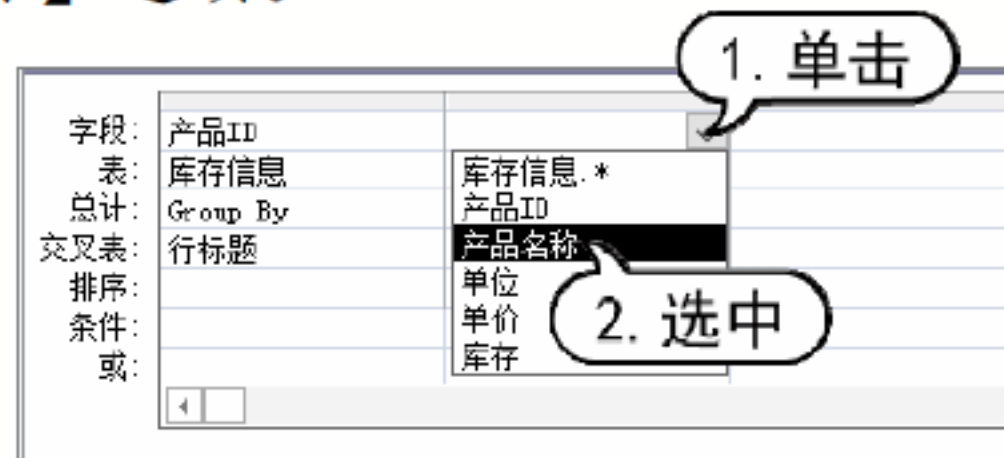 1. 单击
字段: 产品ID
表: 库存信息 库存信息.*
总计: Group By 产品ID
交叉表: 行标题 产品名称
排序: 单位
2. 选中
条件: 单价
或: 库存